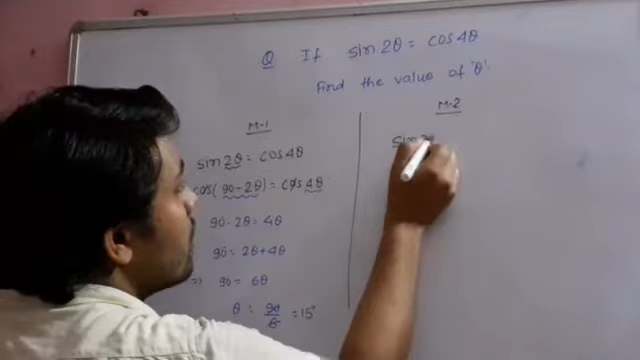 Q If sin 2θ = cos 4θ
Find the value of 'θ'.
M-1
sin 2θ = cos 4θ
cos (90 - 2θ) = cos 4θ
90 - 2θ = 4θ
90 = 2θ + 4θ
⇒ 90 = 6θ
θ = 90/6 = 15°
M-2
sin